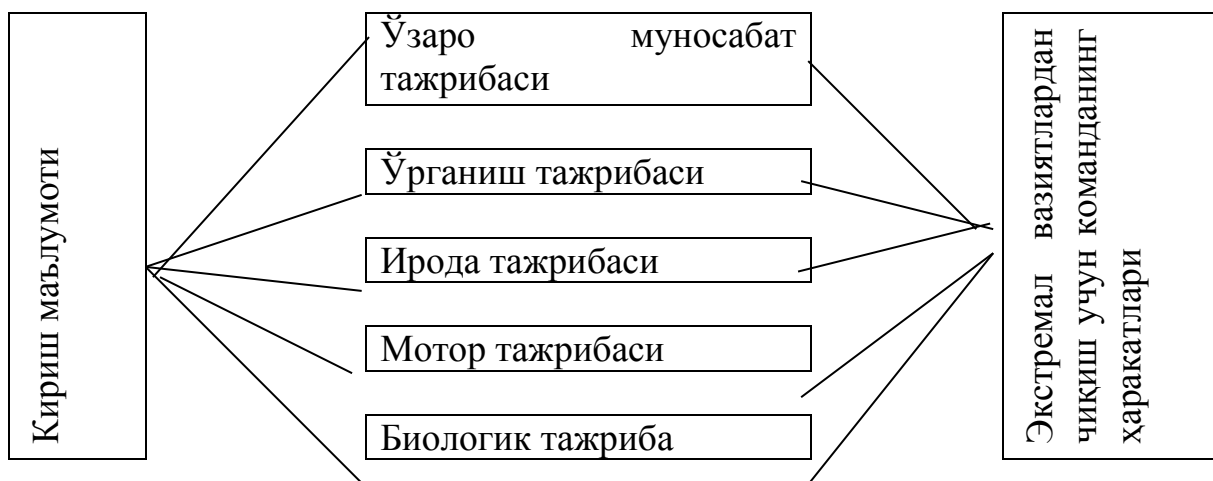 Кириш маълумоти
Ўзаро муносабат
тажрибаси
Ўрганиш тажрибаси
Ирода тажрибаси
Мотор тажрибаси
Биологик тажриба
Экстремал вазиятлардан
чиқиш учун команданинг
ҳаракатлари